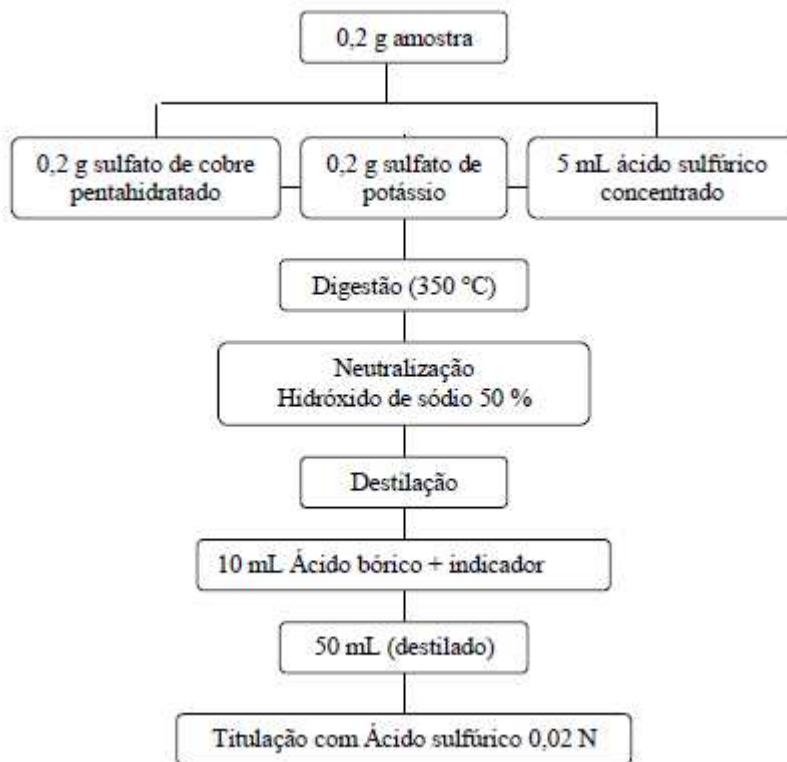 0,2 g amostra
0,2 g sulfato de cobre
pentahidratado
0,2 g sulfato de
potássio
5 mL ácido sulfúrico
concentrado
Digestão (350 °C)
Neutralização
Hidróxido de sódio 50 %
Destilação
10 mL Ácido bórico + indicador
50 mL (destilado)
Titulação com Ácido sulfúrico 0,02 N